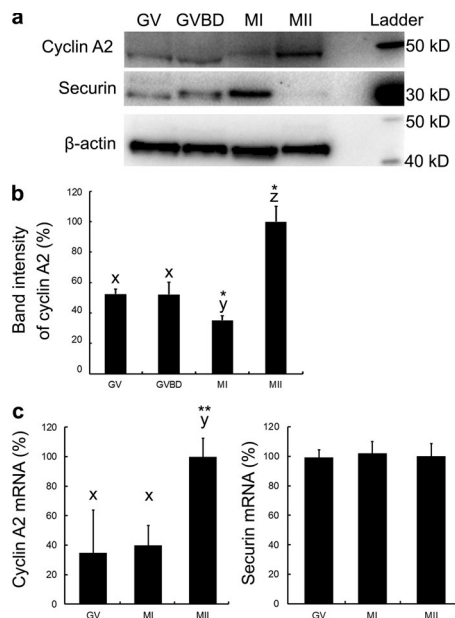 a
GV GVBD MI MII Ladder
Cyclin A2 50 kD
Securin 30 kD
50 kD
β-actin
40 kD
b
Band intensity
of cyclin A2 (%)
120
100
80
60
40
20
0
x x * y * z
GV GVBD MI MII
c
Cyclin A2 mRNA (%)
120
100
80
60
40
20
0
x x ** y
GV MI MII
Securin mRNA (%)
120
100
80
60
40
20
0
GV MI MII